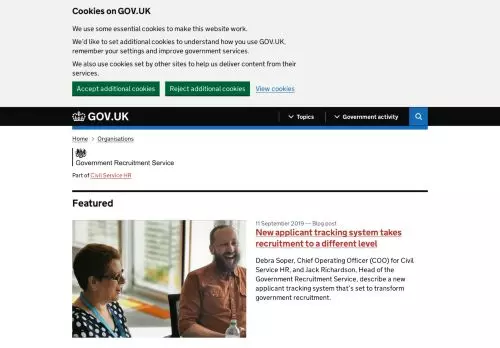 Cookies on GOV.UK
We use some essential cookies to make this website work.
We'd like to set additional cookies to understand how you use GOV.UK,
remember your settings and improve government services.
We also use cookies set by other sites to help us deliver content from their
services.
Accept additional cookies
Reject additional cookies
View cookies
GOV.UK
Topics
Government activity
Home
Organisations
Government Recruitment Service
Part of Civil Service HR
Featured
11 September 2019 — Blog post
New applicant tracking system takes
recruitment to a different level
Debra Soper, Chief Operating Officer (COO) for Civil
Service HR, and Jack Richardson, Head of the
Government Recruitment Service, describe a new
applicant tracking system that's set to transform
government recruitment.